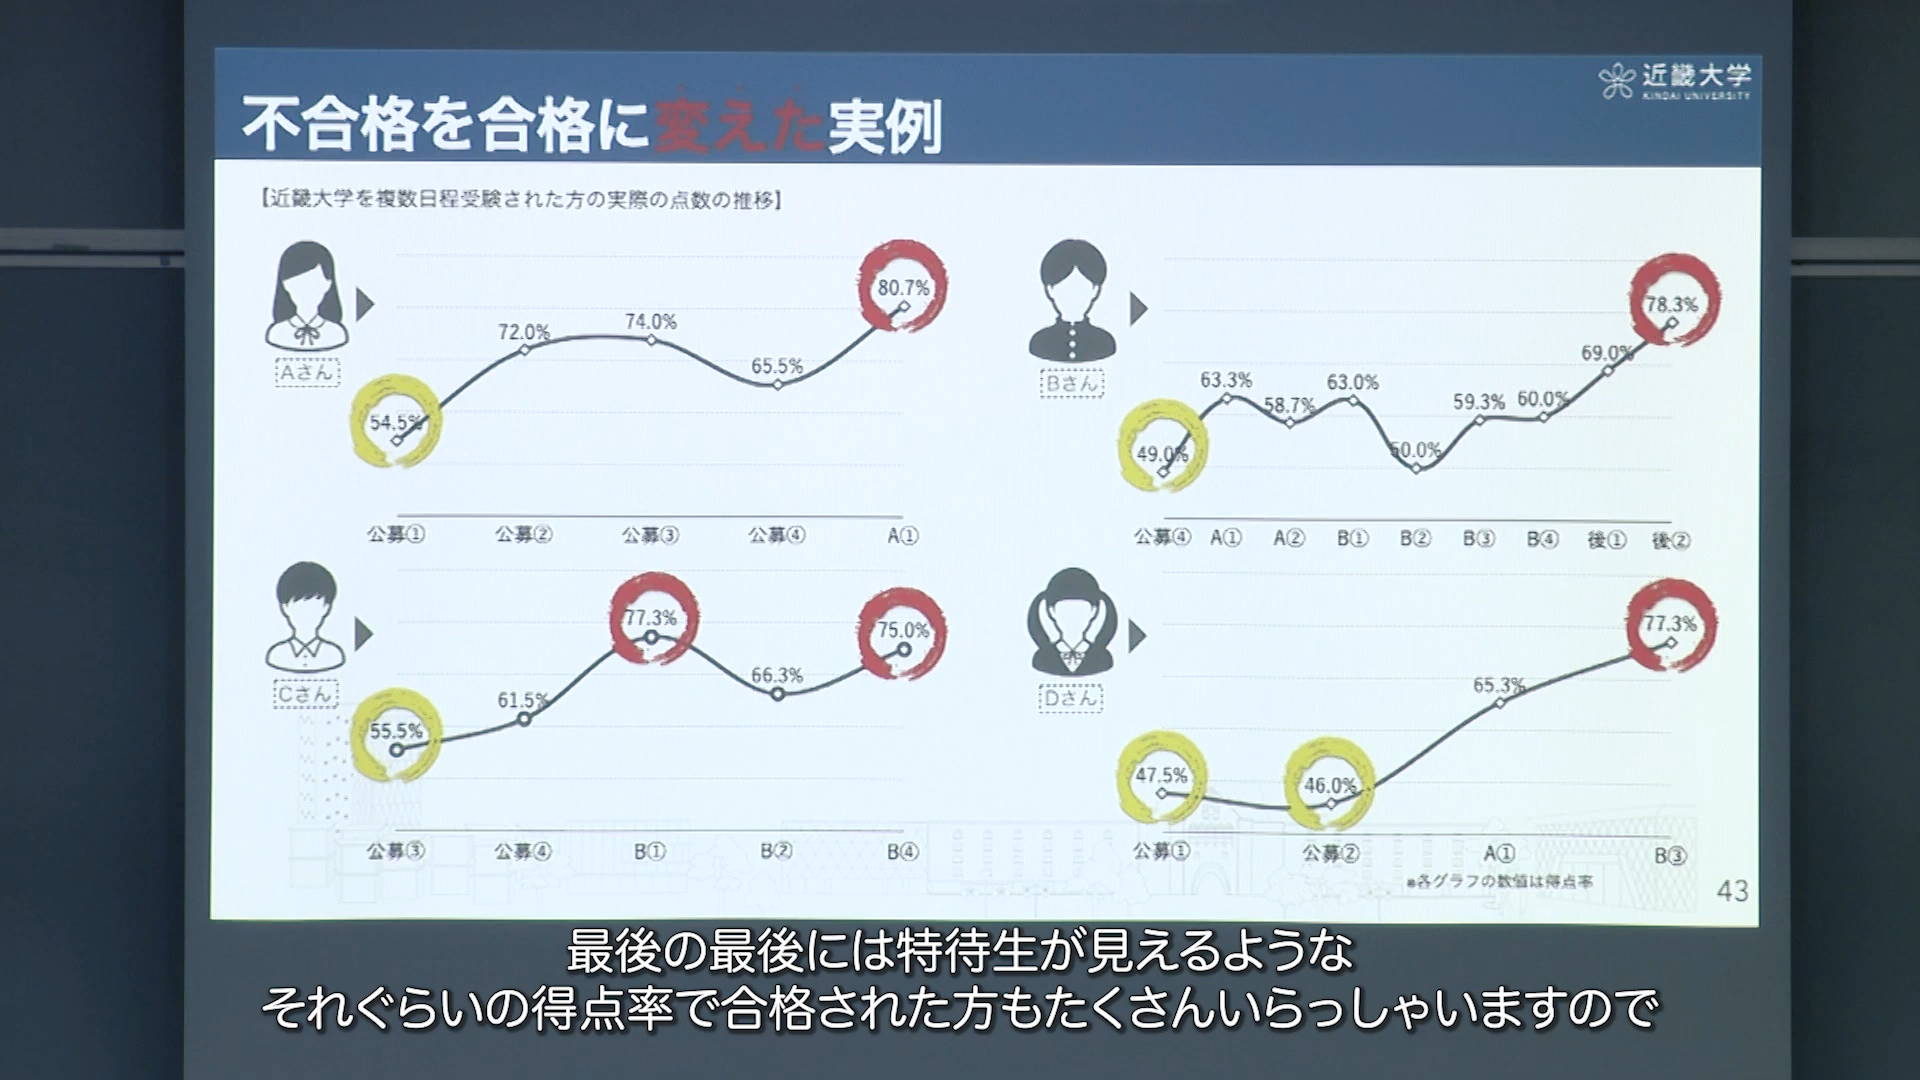 近畿大学
KINDAI UNIVERSITY
不合格を合格に変えた実例
【近畿大学を複数日程受験された方の実際の点数の推移】
Aさん
54.5%
72.0%
74.0%
65.5%
80.7%
公募① 公募② 公募③ 公募④ A①
Bさん
49.0%
63.3%
58.7%
63.0%
50.0%
59.3%
60.0%
69.0%
78.3%
公募④ A① A② B① B② B③ B④ 後① 後②
Cさん
55.5%
61.5%
77.3%
66.3%
75.0%
公募③ 公募④ B① B② B④
Dさん
47.5%
46.0%
65.3%
77.3%
公募① 公募② A① B③
※各グラフの数値は得点率
43
最後の最後には特待生が見えるような
それぐらいの得点率で合格された方もたくさんいらっしゃいますので